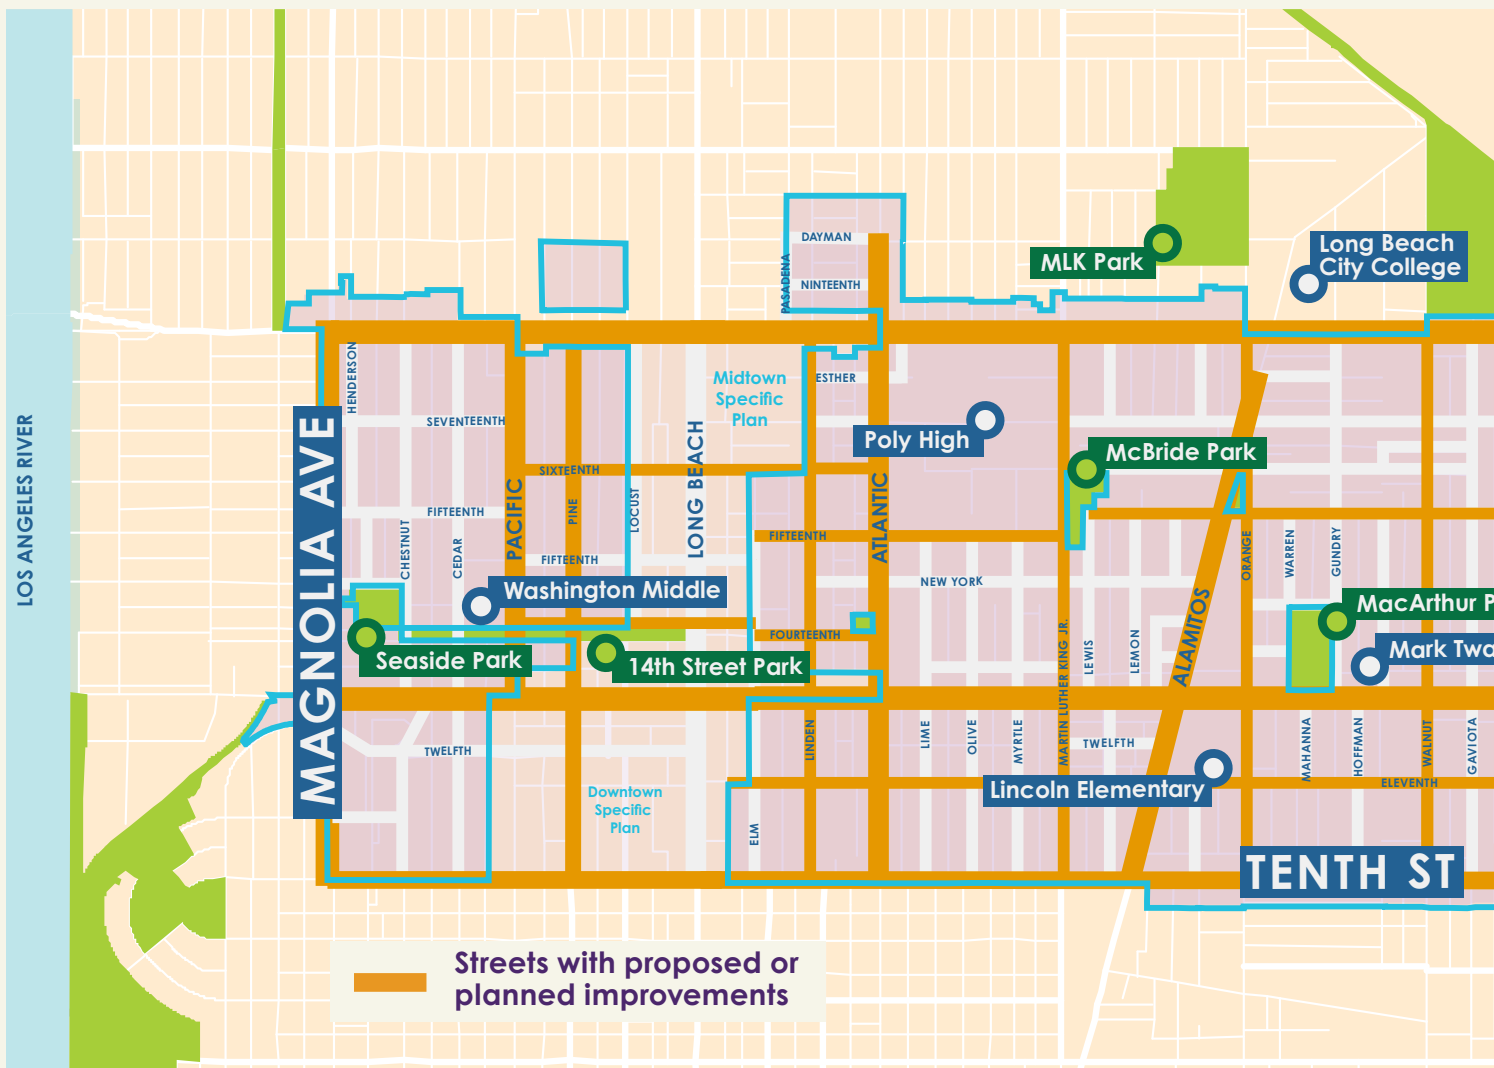 LOS ANGELES RIVER
DAYMAN
NINTEENTH
PASADENA
MLK Park
Long Beach
City College
HENDERSON
Midtown
Specific
Plan
ESTHER
SEVENTEENTH
Poly High
McBride Park
SIXTEENTH
MAGNOLIA AVE
PACIFIC
PINE
LOCUST
LONG BEACH
ATLANTIC
FIFTEENTH
CHESTNUT
CEDAR
FIFTEENTH
FIFTEENTH
ORANGE
WARREN
GUNDRY
NEW YORK
Washington Middle
ALAMITOS
MacArthur P
FOURTEENTH
Mark Twa
Seaside Park
14th Street Park
MARTIN LUTHER KING JR.
LEWIS
LEMON
TWELFTH
LINDEN
LIME
OLIVE
MYRTLE
TWELFTH
MAHANNA
HOFFMAN
WALNUT
GAVIOTA
Lincoln Elementary
ELEVENTH
Downtown
Specific
Plan
ELM
TENTH ST
Streets with proposed or
planned improvements